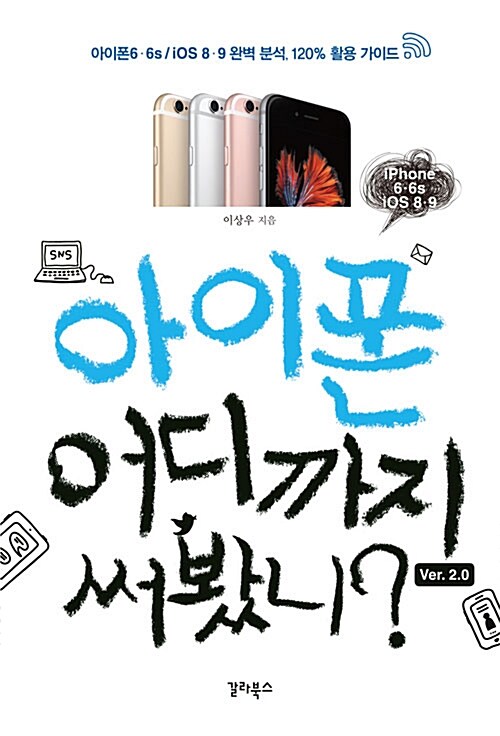 아이폰6·6s / iOS 8·9 완벽 분석, 120% 활용 가이드
iPhone
6·6s
iOS 8·9
이상우 지음
SNS
아이폰
어디까지
써봤니?
Ver. 2.0
갈라북스